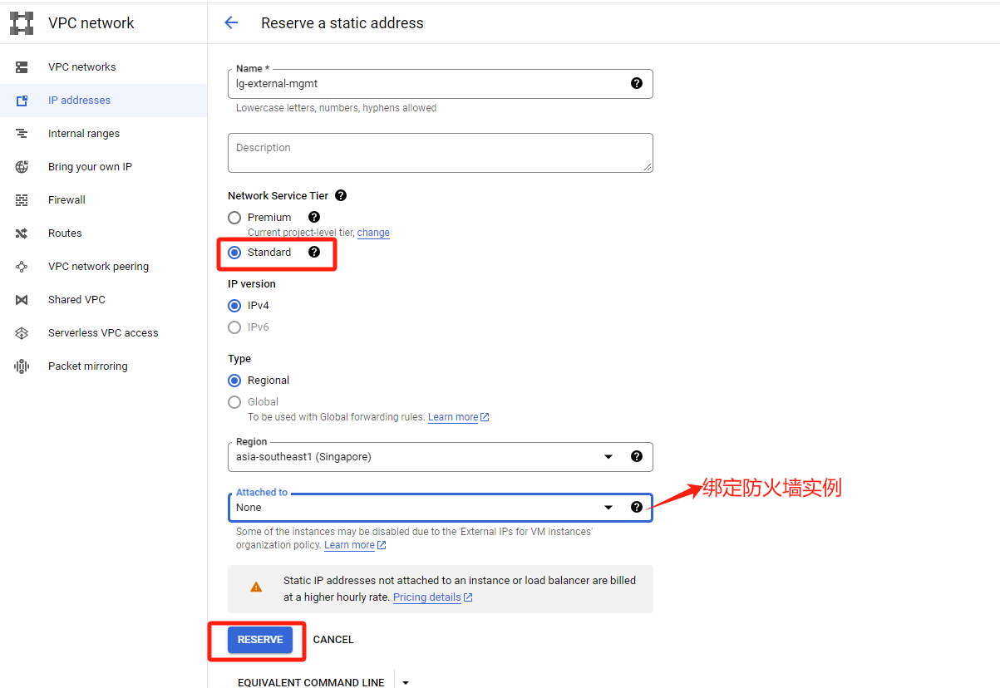 VPC network
Reserve a static address
VPC networks
IP addresses
Internal ranges
Bring your own IP
Firewall
Routes
VPC network peering
Shared VPC
Serverless VPC access
Packet mirroring
Name *
lg-external-mgmt
Lowercase letters, numbers, hyphens allowed
Description
Network Service Tier
Premium
Current project-level tier, change
Standard
IP version
IPv4
IPv6
Type
Regional
Global
To be used with Global forwarding rules. Learn more
Region
asia-southeast1 (Singapore)
Attached to
None
绑定防火墙实例
Some of the instances may be disabled due to the 'External IPs for VM instances'
organization policy. Learn more
Static IP addresses not attached to an instance or load balancer are billed
at a higher hourly rate. Pricing details
RESERVE
CANCEL
EQUIVALENT COMMAND LINE